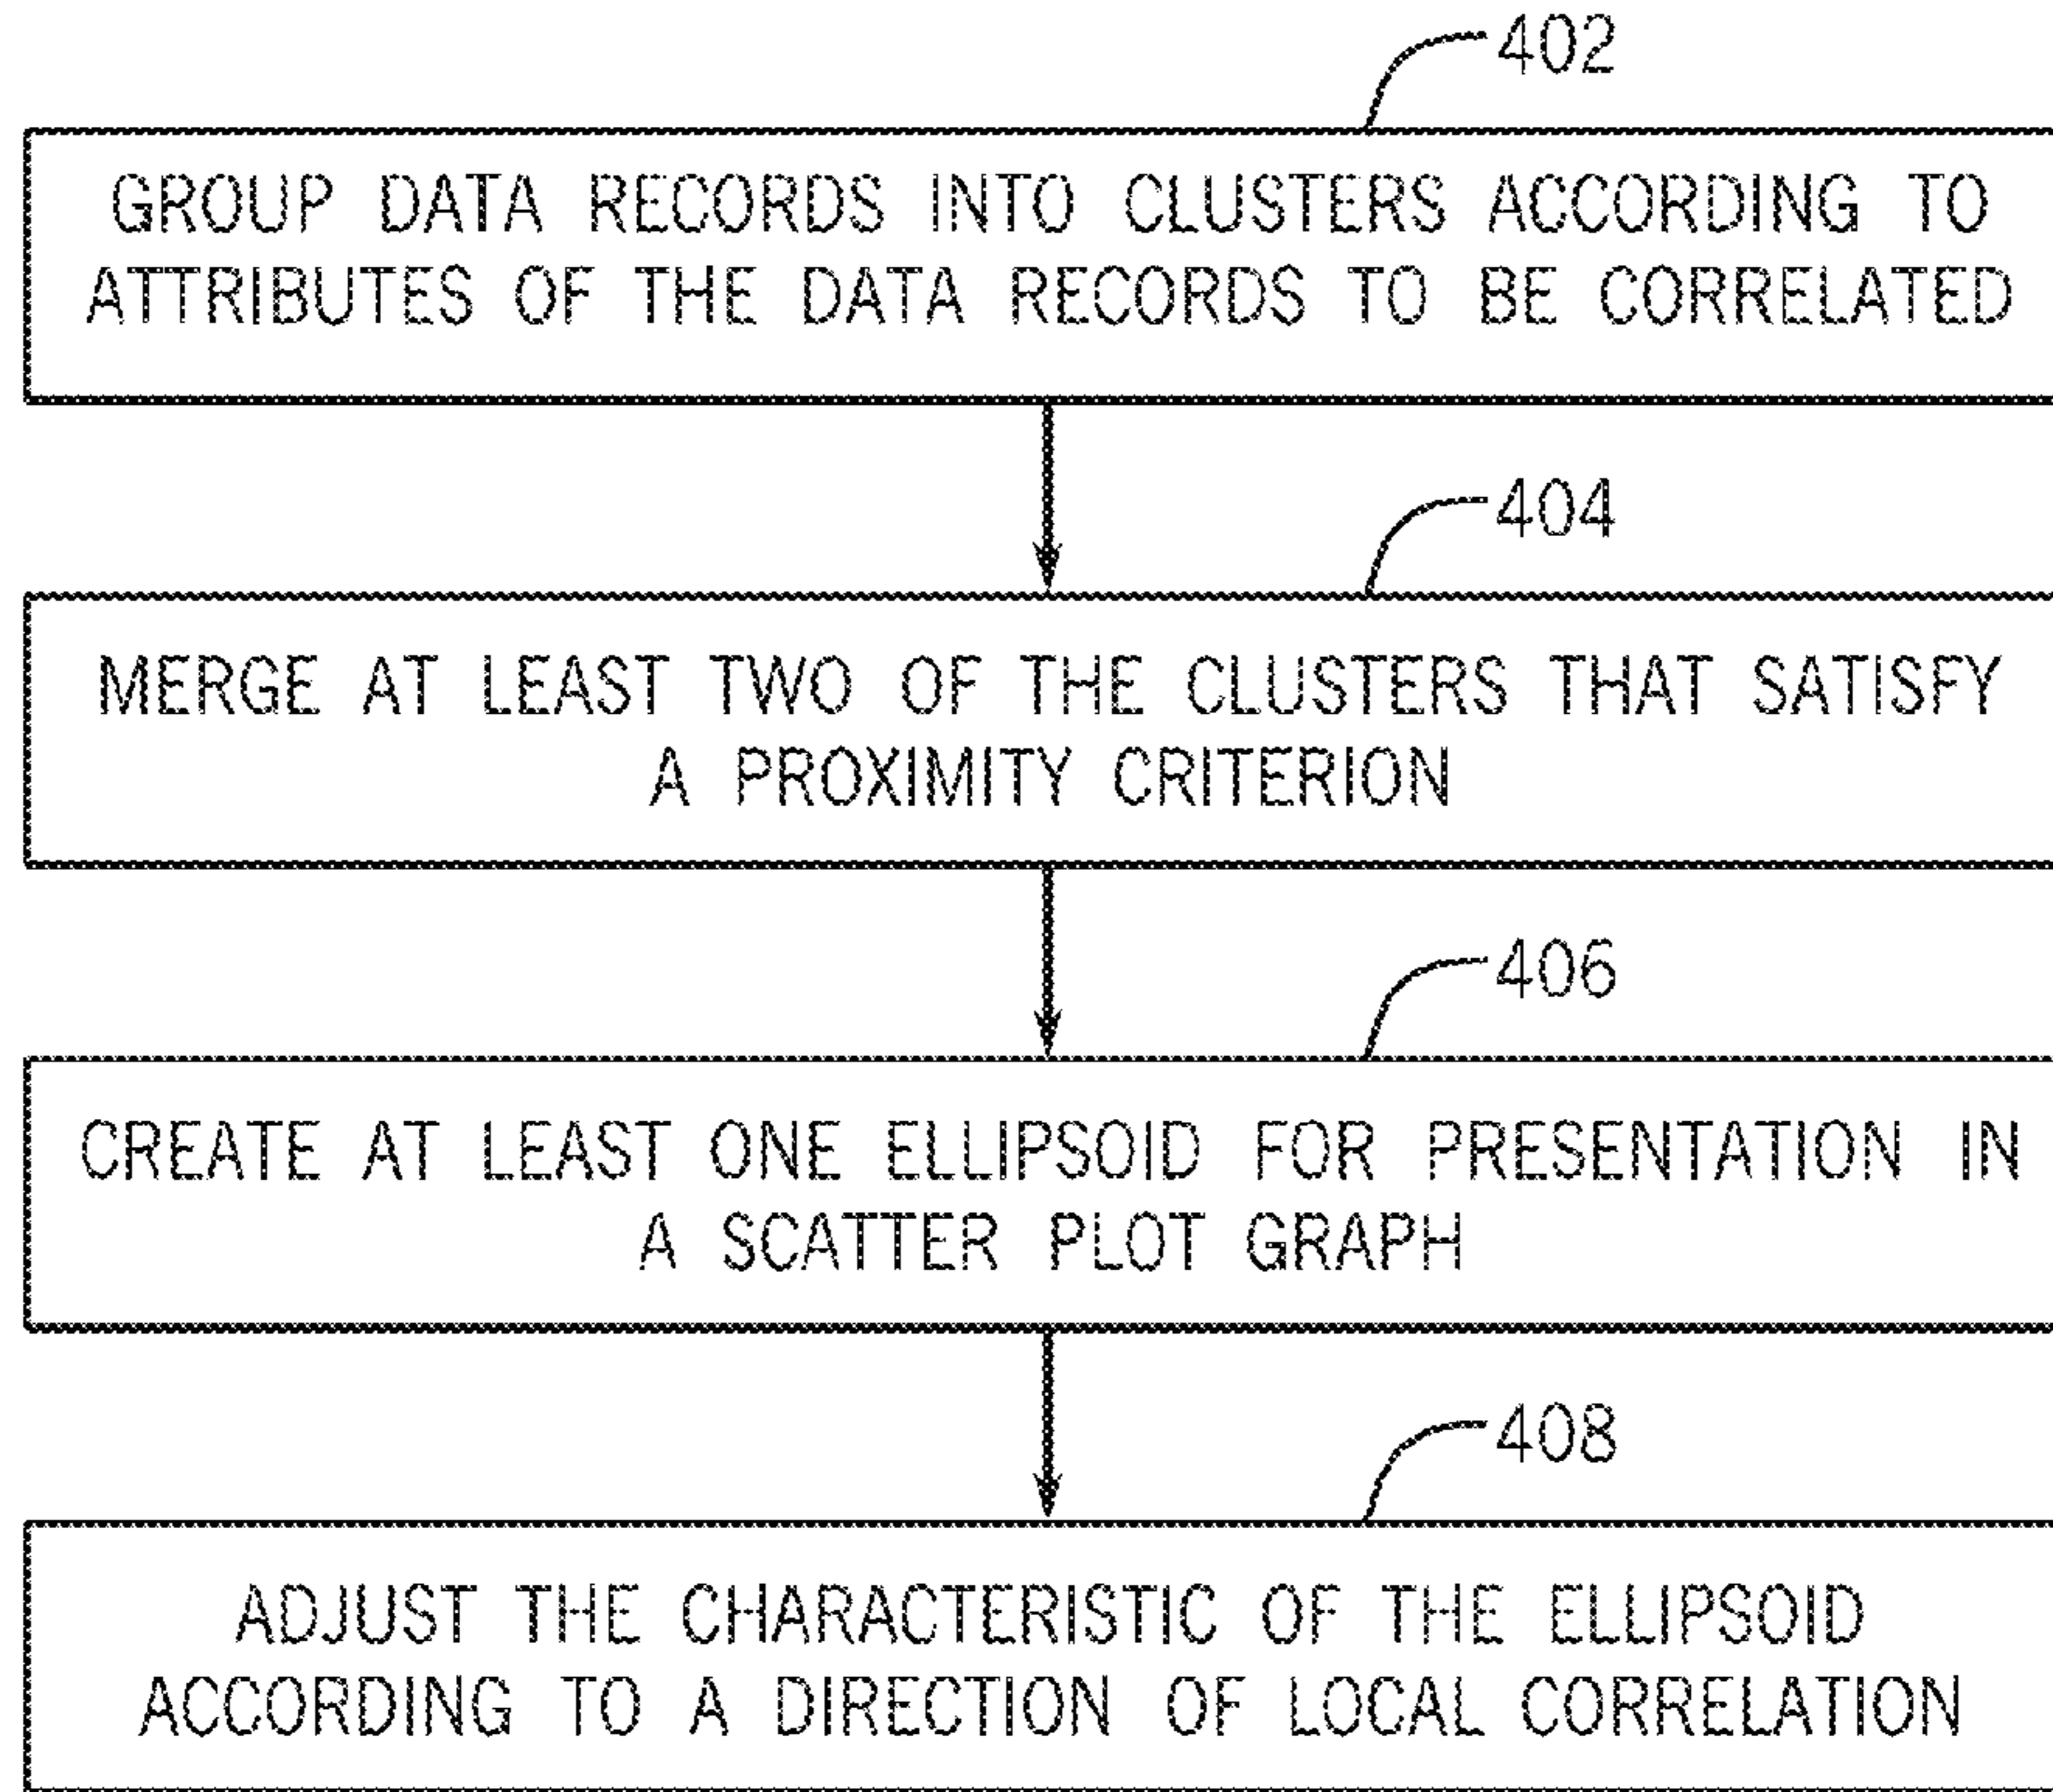 402
GROUP DATA RECORDS INTO CLUSTERS ACCORDING TO
ATTRIBUTES OF THE DATA RECORDS TO BE CORRELATED
404
MERGE AT LEAST TWO OF THE CLUSTERS THAT SATISFY
A PROXIMITY CRITERION
406
CREATE AT LEAST ONE ELLIPSOID FOR PRESENTATION IN
A SCATTER PLOT GRAPH
408
ADJUST THE CHARACTERISTIC OF THE ELLIPSOID
ACCORDING TO A DIRECTION OF LOCAL CORRELATION